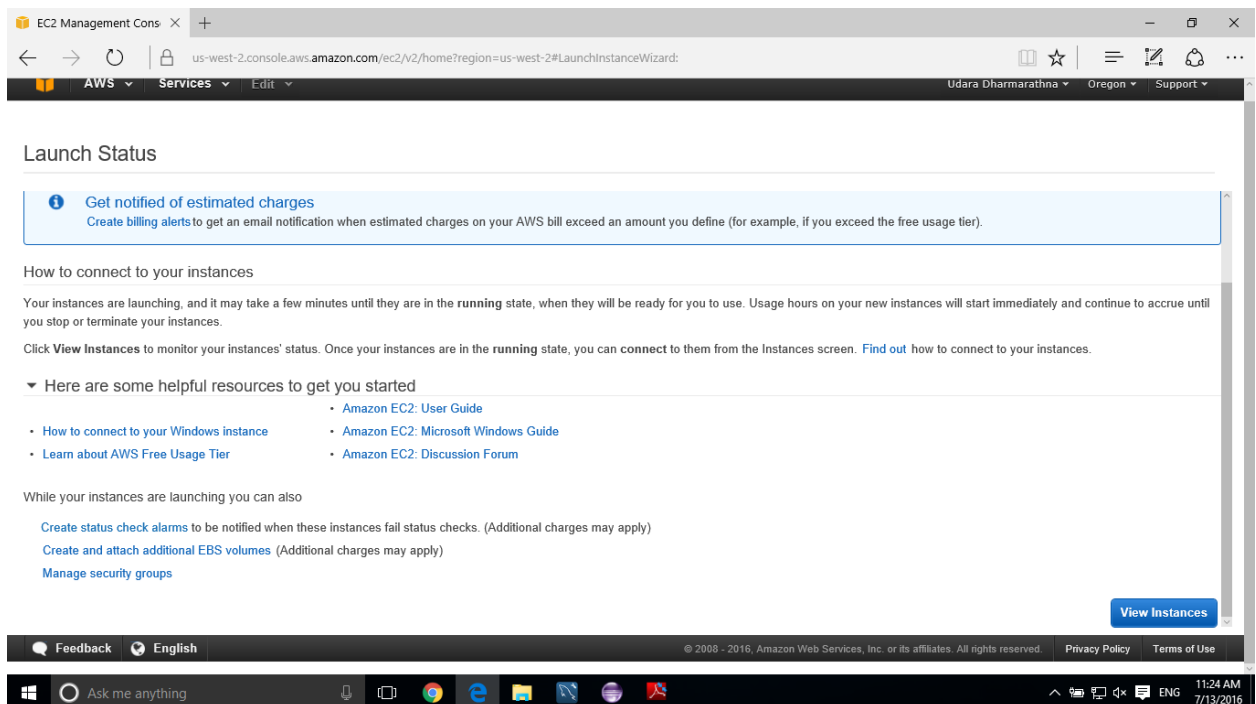 EC2 Management Cons
us-west-2.console.aws.amazon.com/ec2/v2/home?region=us-west-2#LaunchInstanceWizard:
AWS Services Edit Udara Dharmarathna Oregon Support
Launch Status
Get notified of estimated charges
Create billing alerts to get an email notification when estimated charges on your AWS bill exceed an amount you define (for example, if you exceed the free usage tier).
How to connect to your instances
Your instances are launching, and it may take a few minutes until they are in the running state, when they will be ready for you to use. Usage hours on your new instances will start immediately and continue to accrue until
you stop or terminate your instances.
Click View Instances to monitor your instances' status. Once your instances are in the running state, you can connect to them from the Instances screen. Find out how to connect to your instances.
Here are some helpful resources to get you started
• Amazon EC2: User Guide
• How to connect to your Windows instance • Amazon EC2: Microsoft Windows Guide
• Learn about AWS Free Usage Tier • Amazon EC2: Discussion Forum
While your instances are launching you can also
Create status check alarms to be notified when these instances fail status checks. (Additional charges may apply)
Create and attach additional EBS volumes (Additional charges may apply)
Manage security groups
View Instances
Feedback English © 2008 - 2016, Amazon Web Services, Inc. or its affiliates. All rights reserved. Privacy Policy Terms of Use
Ask me anything ENG 11:24 AM
7/13/2016